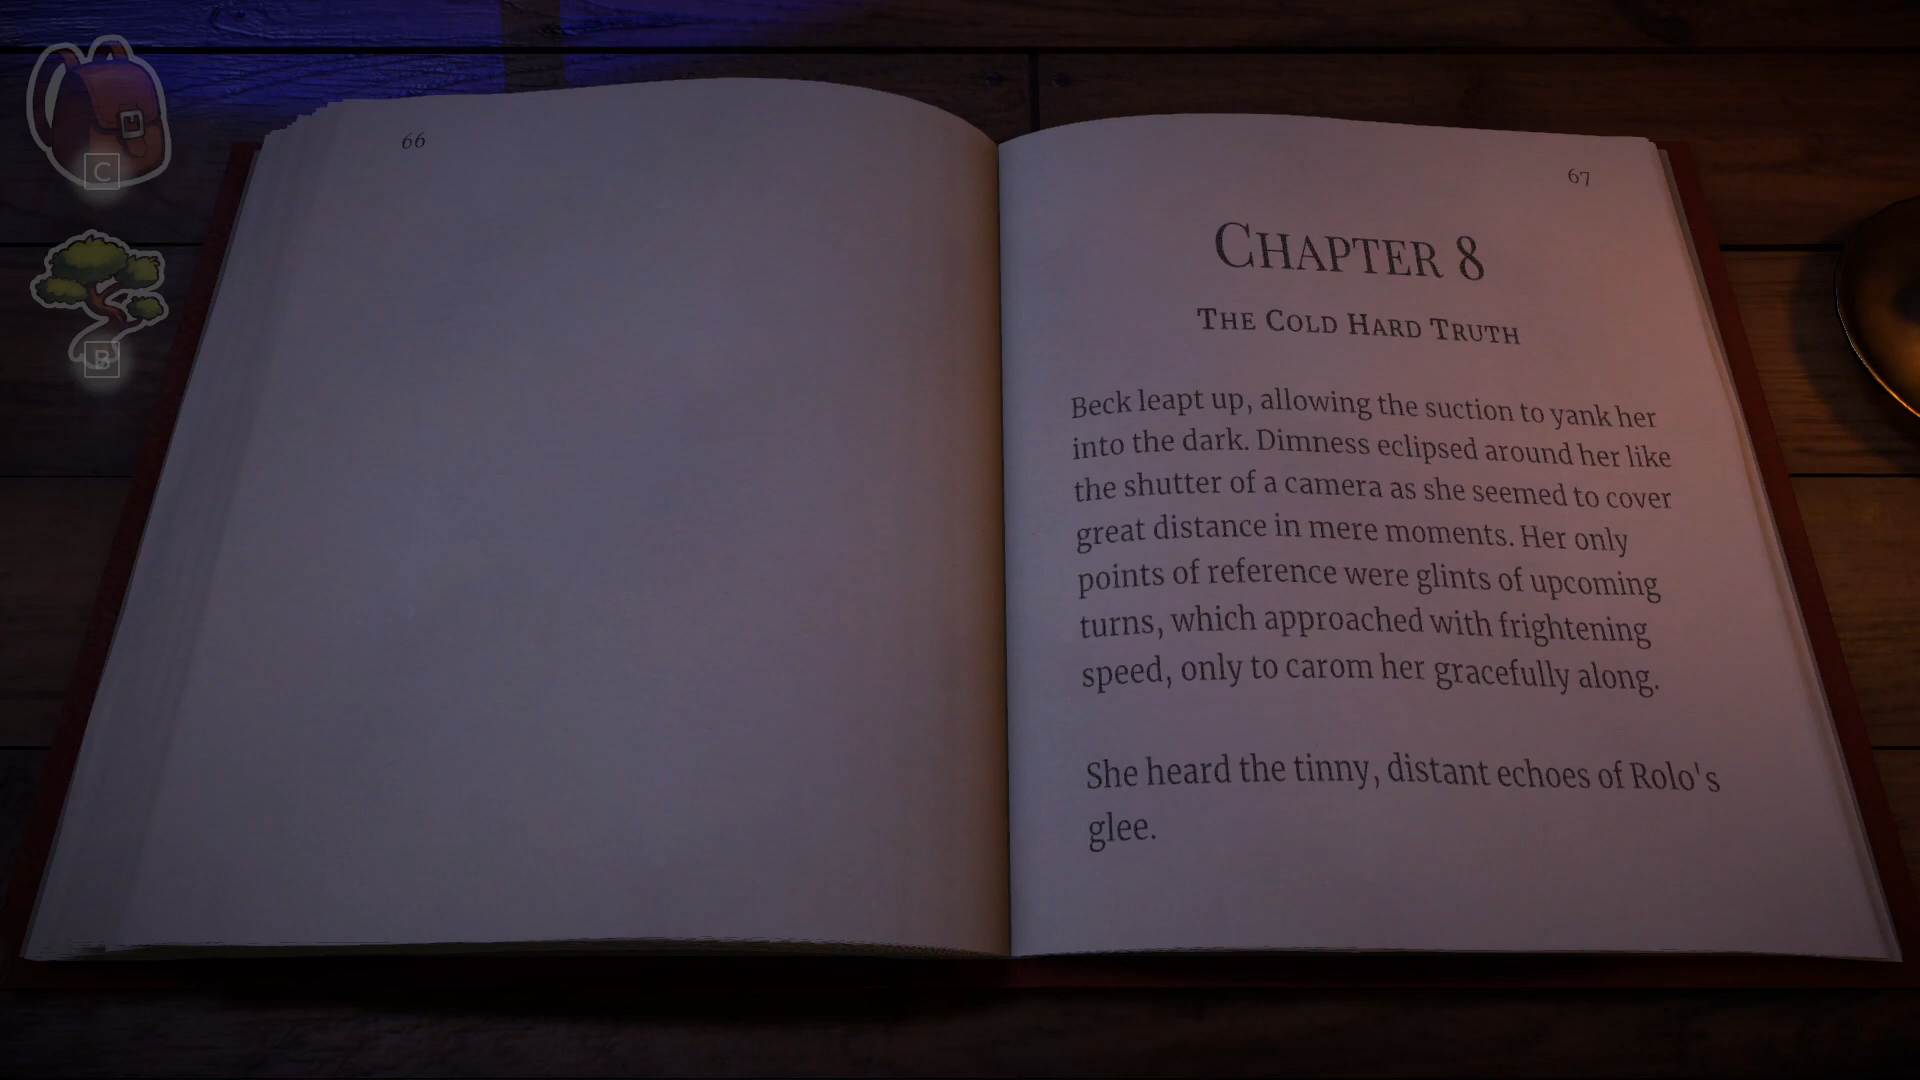 C
B
66
67
Chapter 8
The Cold Hard Truth
Beck leapt up, allowing the suction to yank her
into the dark. Dimness eclipsed around her like
the shutter of a camera as she seemed to cover
great distance in mere moments. Her only
points of reference were glints of upcoming
turns, which approached with frightening
speed, only to carom her gracefully along.
She heard the tinny, distant echoes of Rolo's
glee.